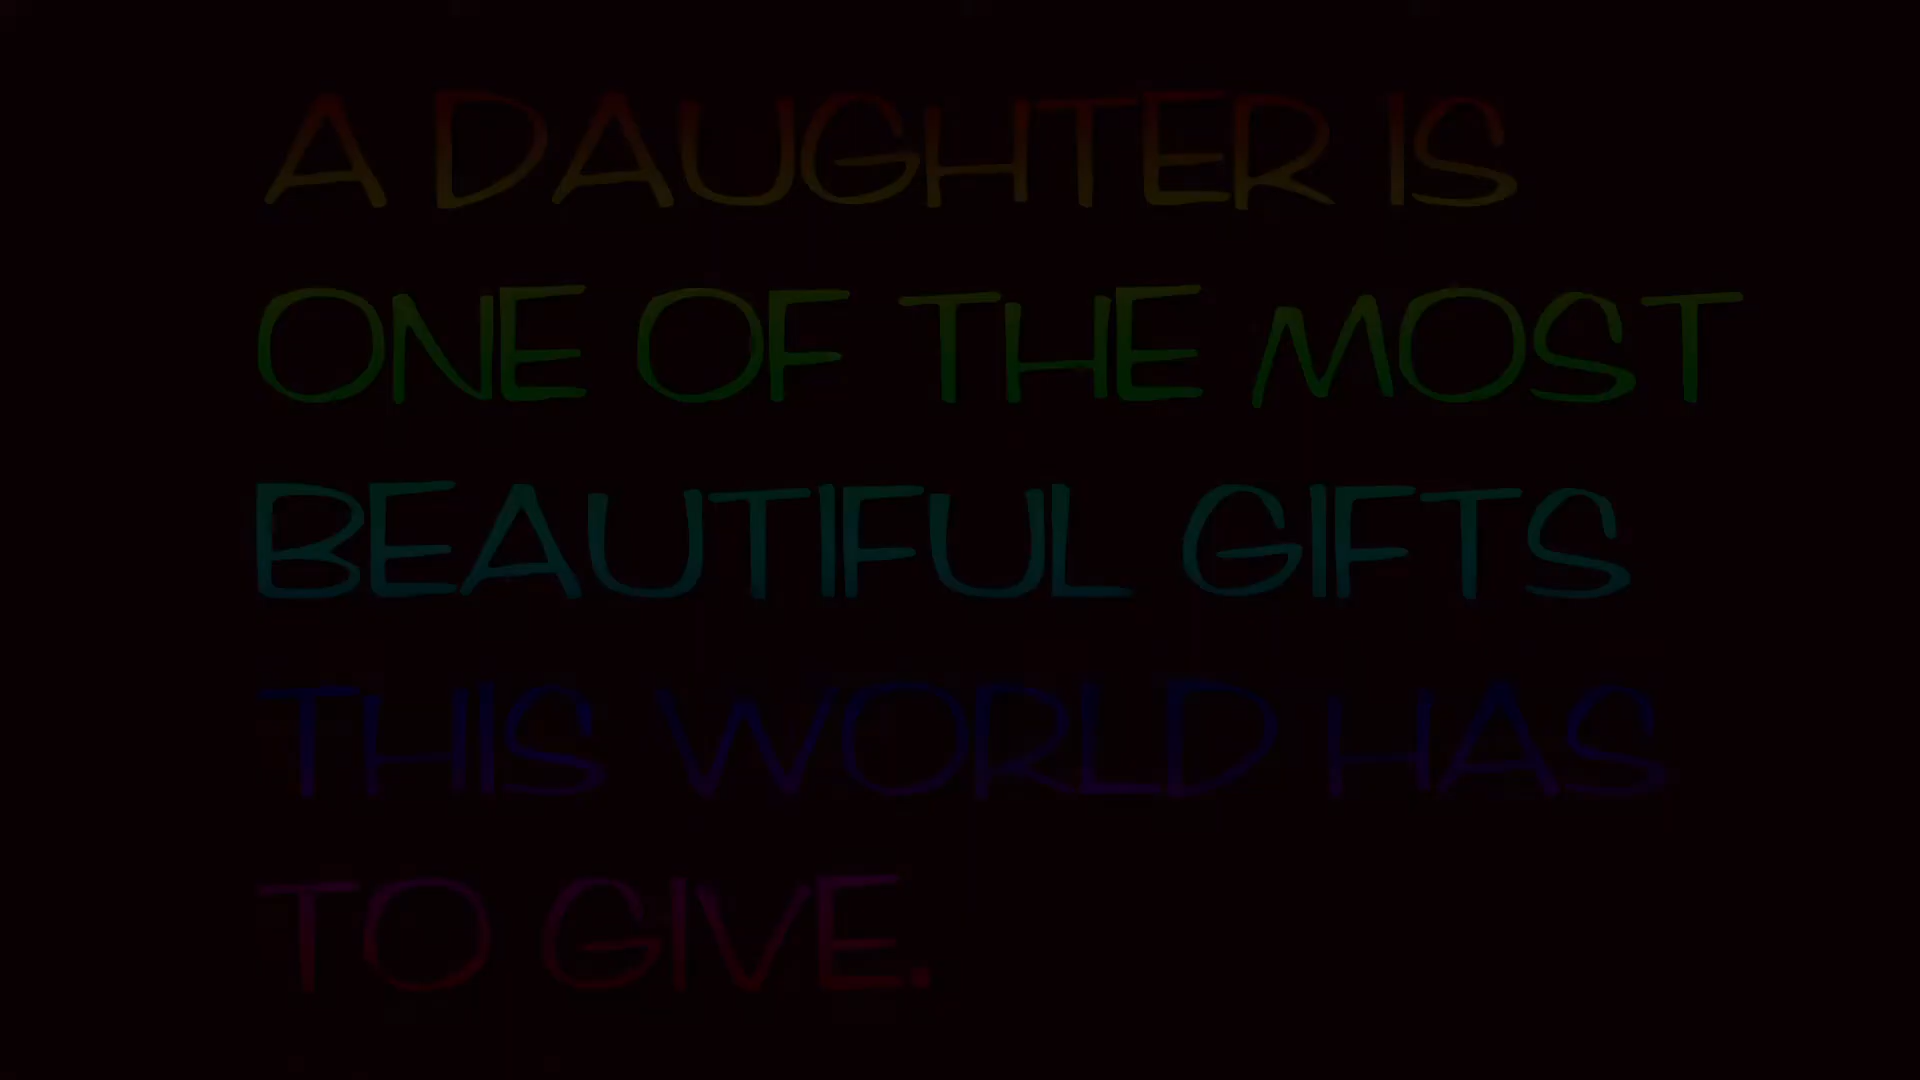 A DAUGHTER IS
ONE OF THE MOST
BEAUTIFUL GIFTS
THIS WORLD HAS
TO GIVE.